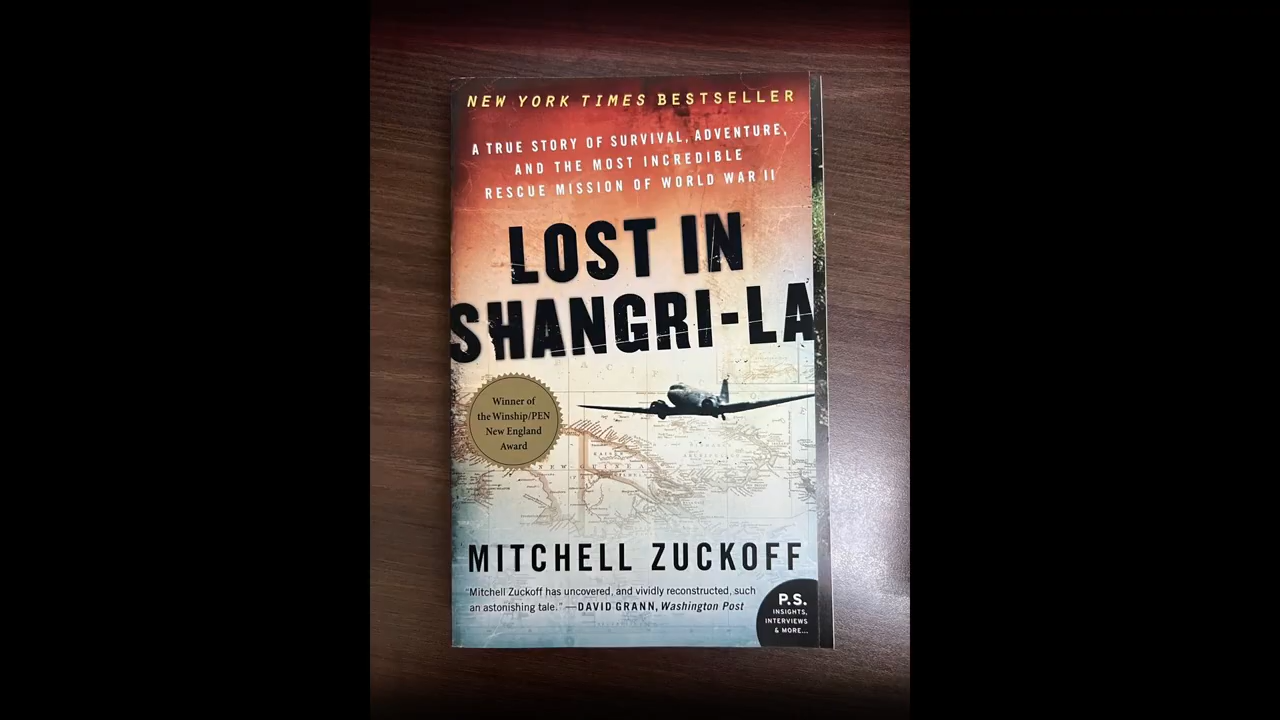 NEW YORK TIMES BESTSELLER
A TRUE STORY OF SURVIVAL, ADVENTURE,
AND THE MOST INCREDIBLE
RESCUE MISSION OF WORLD WAR II
LOST IN
SHANGRI-LA
Winner of
the Winship/PEN
New England
Award
NEW GUINEA
MITCHELL ZUCKOFF
"Mitchell Zuckoff has uncovered, and vividly reconstructed, such
an astonishing tale." —DAVID GRANN, Washington Post
P.S.
INSIGHTS,
INTERVIEWS
& MORE...